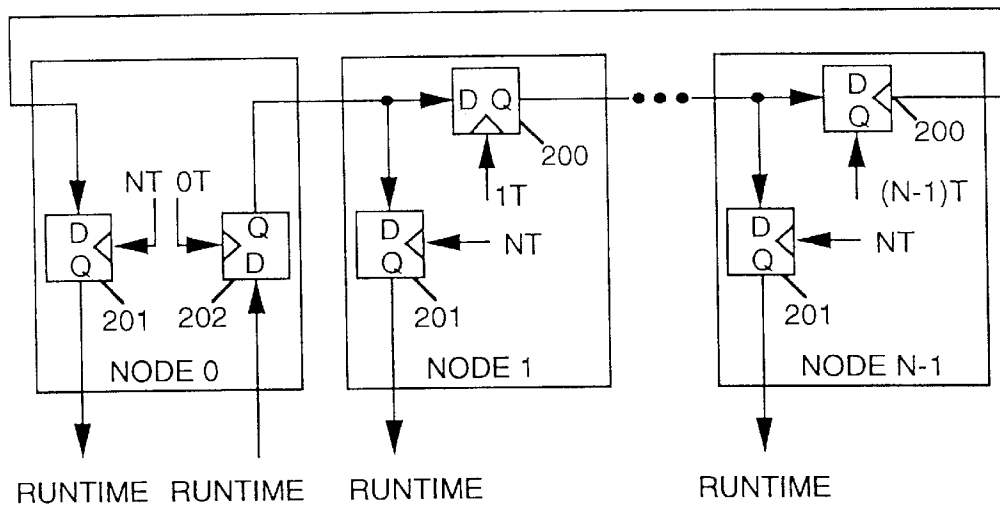 D Q
200
D
Q
200
NT 0T
1T
(N-1)T
D
Q
Q
D
D
Q
NT
D
Q
NT
201
202
201
201
NODE 0
NODE 1
NODE N-1
RUNTIME
RUNTIME
RUNTIME
RUNTIME